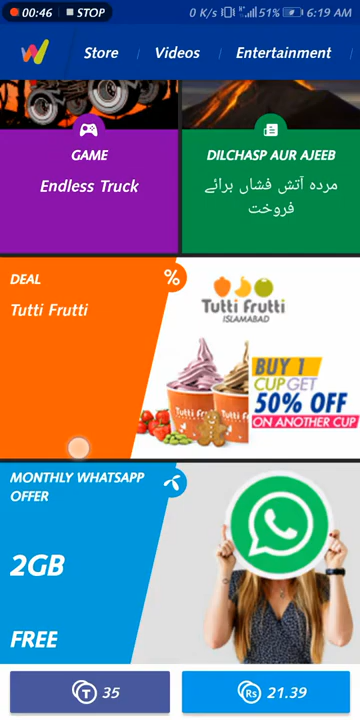 00:46 STOP 0 K/s 51% 6:19 AM
Store Videos Entertainment
GAME
Endless Truck
DILCHASP AUR AJEEB
مردہ آتش فشاں برائے
فروخت
DEAL
%
Tutti Frutti
Tutti Frutti
ISLAMABAD
BUY 1
CUP GET
50% OFF
ON ANOTHER CUP
MONTHLY WHATSAPP
OFFER
2GB
FREE
T 35
Rs 21.39